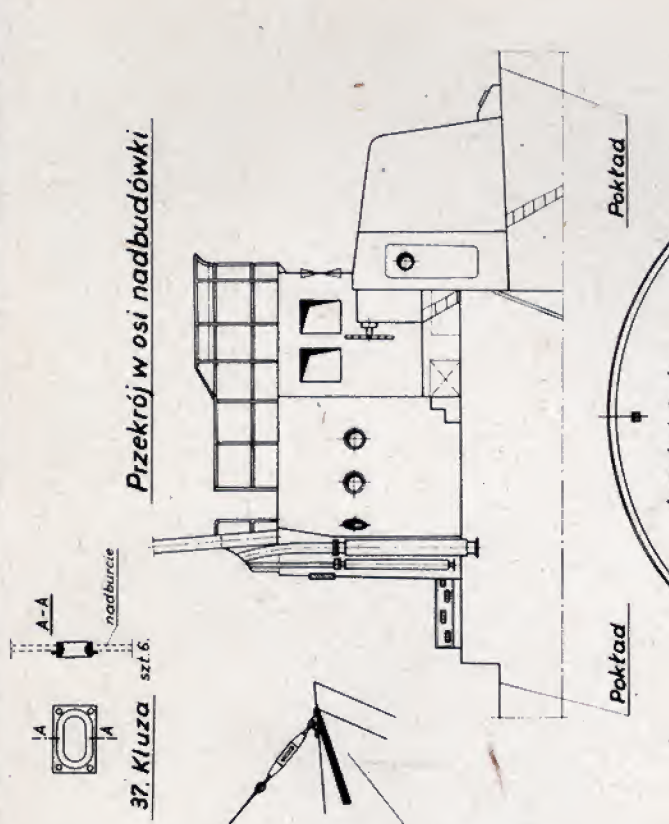 Przekrój w osi nadbudówki
Pokład
Pokład
A-A
nadburcie
szt. 6.
A
A
37. Kluza